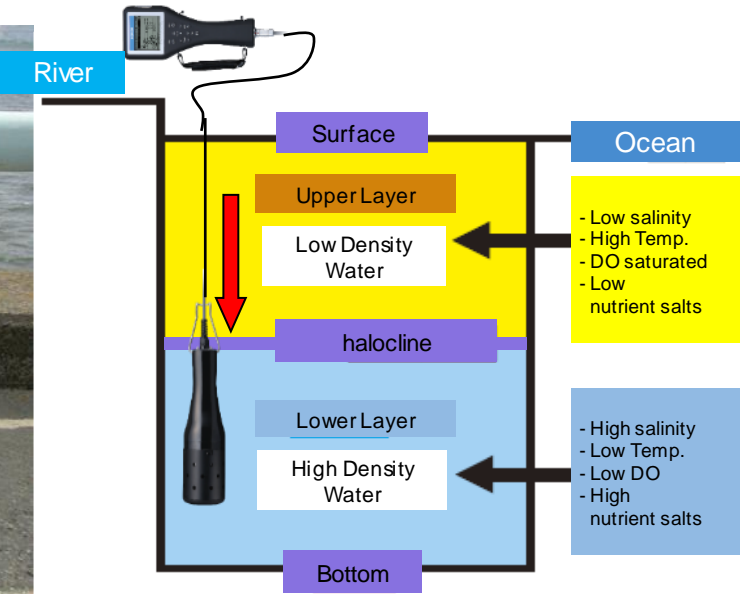 River
Surface
Ocean
Upper Layer
Low Density
Water
- Low salinity
- High Temp.
- DO saturated
- Low
nutrient salts
halocline
Lower Layer
High Density
Water
- High salinity
- Low Temp.
- Low DO
- High
nutrient salts
Bottom